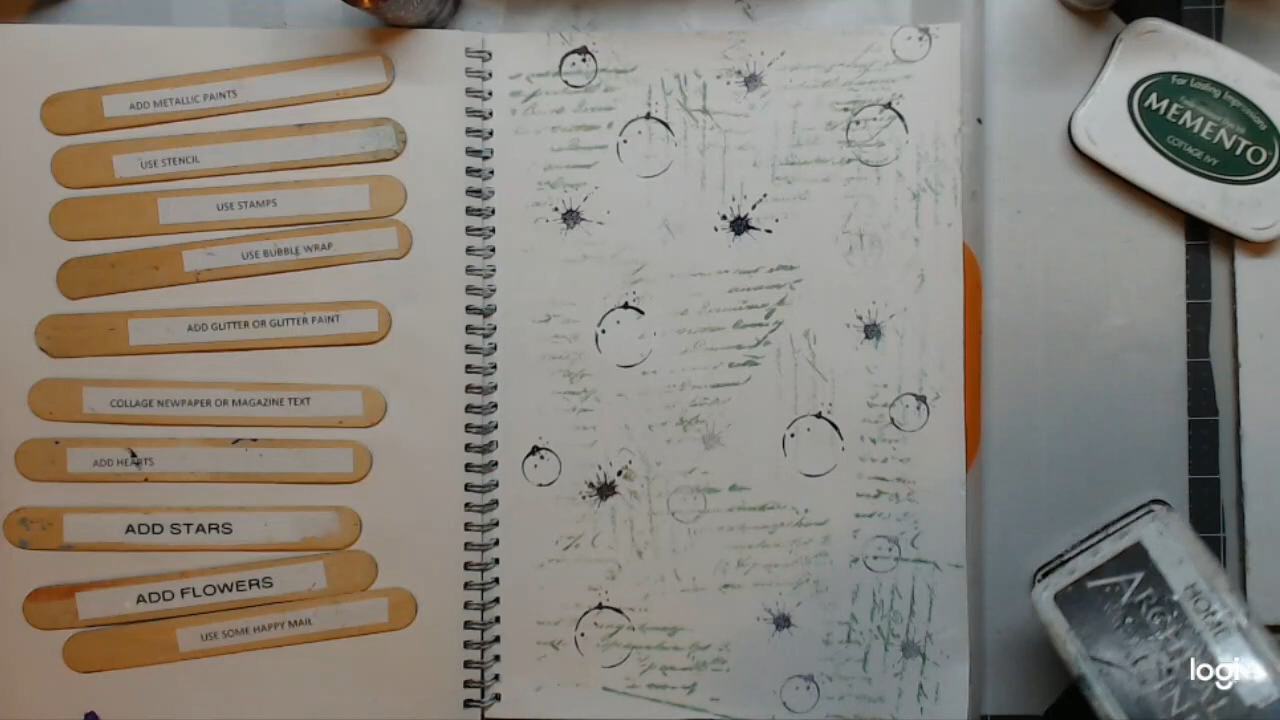 ADD METALLIC PAINTS
USE STENCIL
USE STAMPS
USE BUBBLE WRAP
ADD GLITTER OR GLITTER PAINT
COLLAGE NEWPAPER OR MAGAZINE TEXT
ADD HEARTS
ADD STARS
ADD FLOWERS
USE SOME HAPPY MAIL
For Lasting Impressions
MEMENTO
COTTAGE IVY
HOME
logi